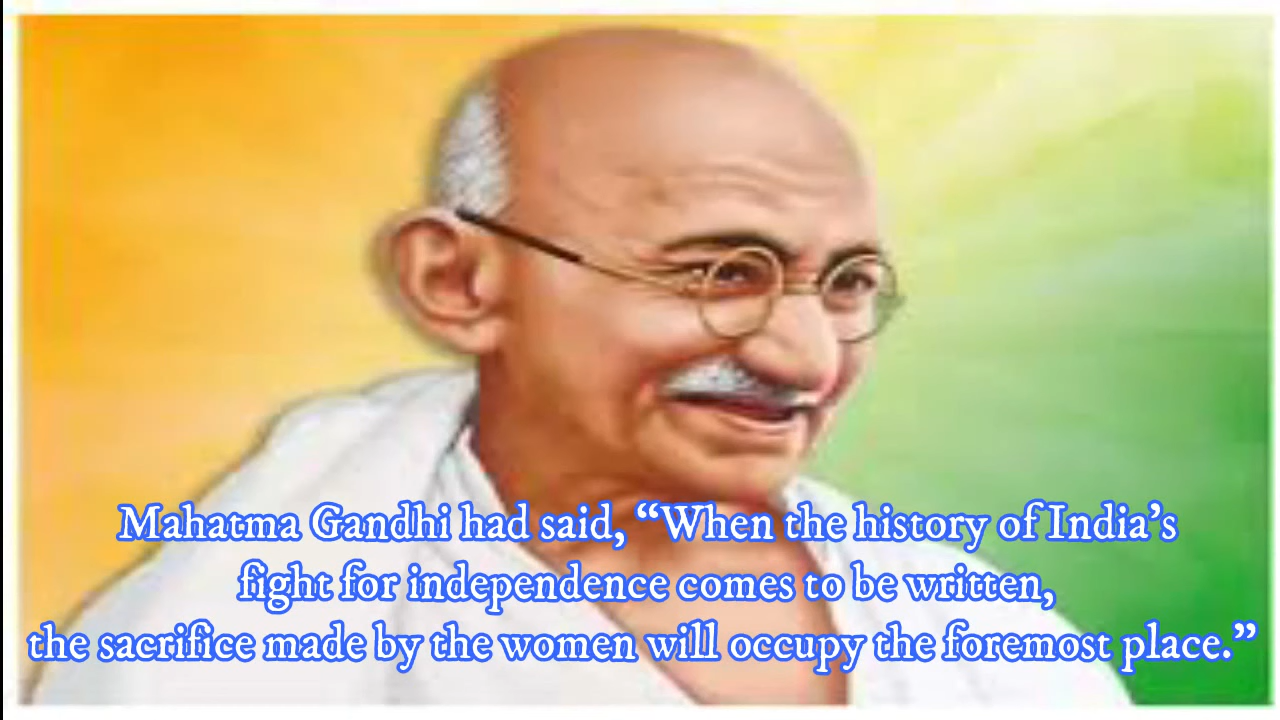 Mahatma Gandhi had said, “When the history of India’s
fight for independence comes to be written,
the sacrifice made by the women will occupy the foremost place.”